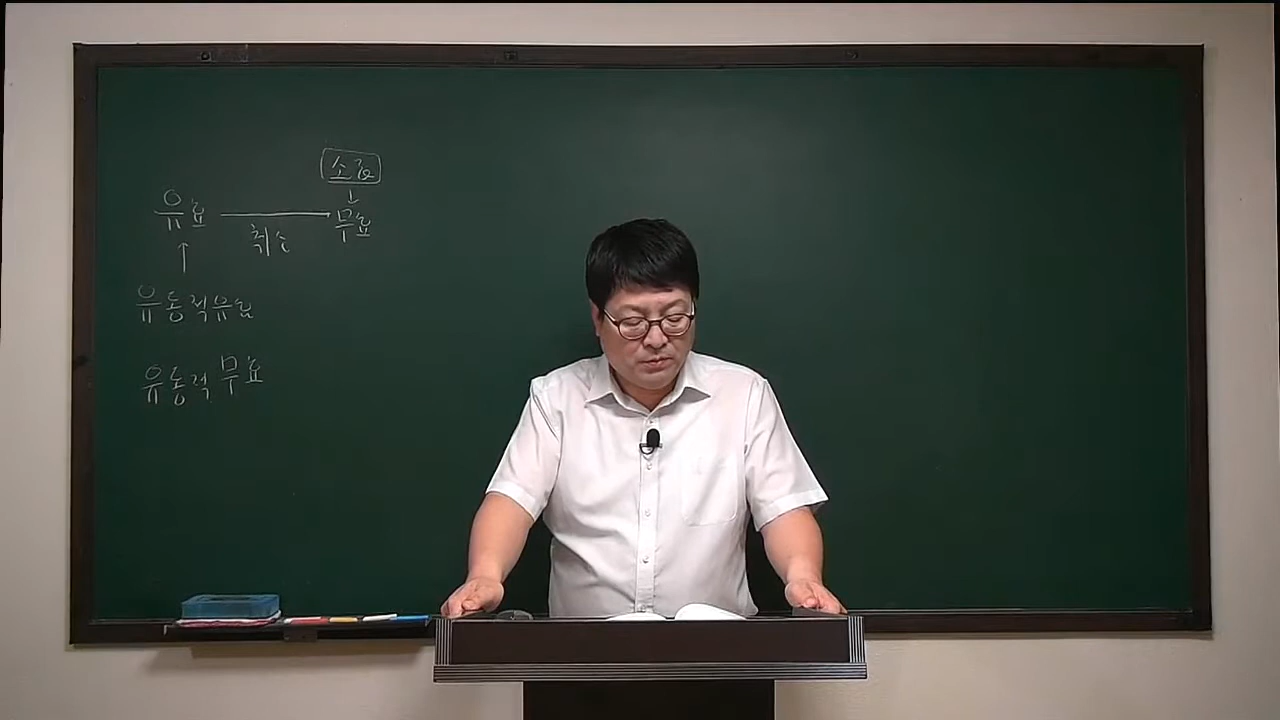 소급
↓
유효 → 무효
취소
↑
유동적유효
유동적 무효